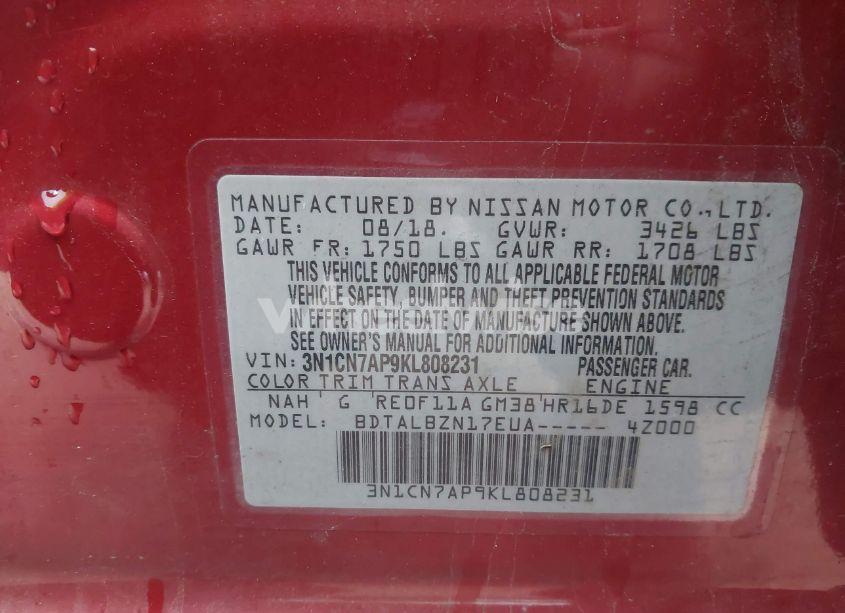 MANUFACTURED BY NISSAN MOTOR CO., LTD.
DATE: 08/18. GVWR: 3426 LBS
GAWR FR: 1750 LBS GAWR RR: 1708 LBS
THIS VEHICLE CONFORMS TO ALL APPLICABLE FEDERAL MOTOR
VEHICLE SAFETY, BUMPER AND THEFT PREVENTION STANDARDS
IN EFFECT ON THE DATE OF MANUFACTURE SHOWN ABOVE.
SEE OWNER'S MANUAL FOR ADDITIONAL INFORMATION.
VIN: 3N1CN7AP9KL808231 PASSENGER CAR.
COLOR TRIM TRANS AXLE ENGINE
NAH G RE0F11A GM38 HR16DE 1598 CC
MODEL: BDTALBZN17EUA----- 4Z000
3N1CN7AP9KL808231